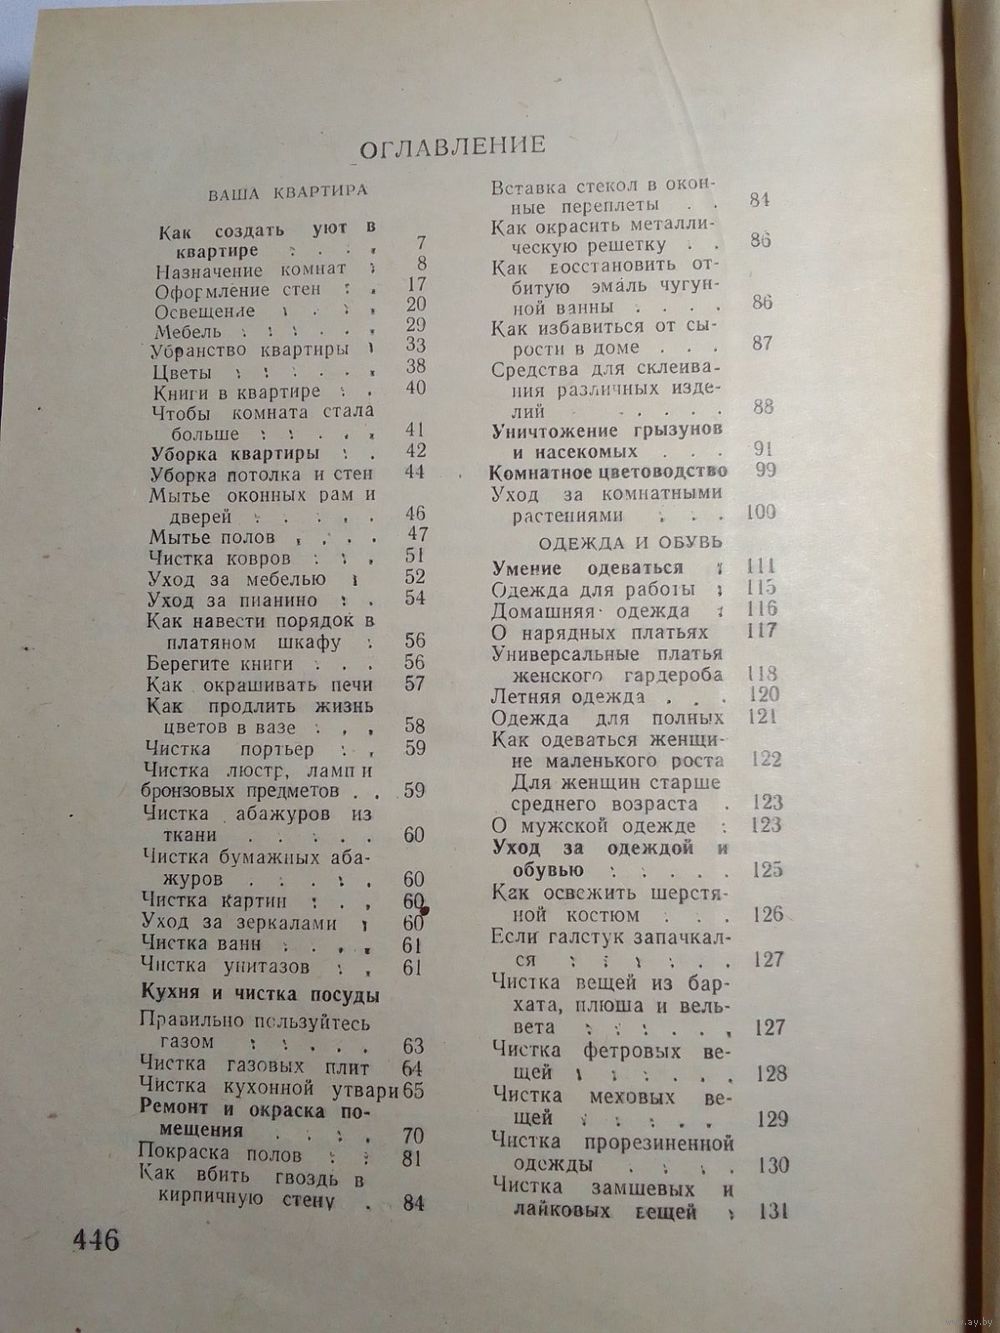 ОГЛАВЛЕНИЕ
ВАША КВАРТИРА
Как создать уют в
квартире . . . . 7
Назначение комнат . 8
Оформление стен . . 17
Освещение . . . . 20
Мебель . . . . . . 29
Убранство квартиры . 33
Цветы . . . . . . 38
Книги в квартире . . 40
Чтобы комната стала
больше . . . . . 41
Уборка квартиры . . 42
Уборка потолка и стен 44
Мытье оконных рам и
дверей . . . . . 46
Мытье полов . . . . 47
Чистка ковров . . . 51
Уход за мебелью . 52
Уход за пианино . . 54
Как навести порядок в
платяном шкафу . 56
Берегите книги . . . 56
Как окрашивать печи 57
Как продлить жизнь
цветов в вазе . . . 58
Чистка портьер . . 59
Чистка люстр, ламп и
бронзовых предметов . . 59
Чистка абажуров из
ткани . . . . . 60
Чистка бумажных аба-
журов . . . . . 60
Чистка картин . . . 60
Уход за зеркалами . 60
Чистка ванн . . . . 61
Чистка унитазов . . 61
Кухня и чистка посуды
Правильно пользуйтесь
газом . . . . . 63
Чистка газовых плит 64
Чистка кухонной утвари 65
Ремонт и окраска по-
мещения . . . . 70
Покраска полов . . 81
Как вбить гвоздь в
кирпичную стену . 84
446
Вставка стекол в окон-
ные переплеты . . 84
Как окрасить металли-
ческую решетку . . 86
Как восстановить от-
битую эмаль чугун-
ной ванны . . . . 86
Как избавиться от сы-
рости в доме . . . 87
Средства для склеива-
ния различных изде-
лий . . . . . 88
Уничтожение грызунов
и насекомых . . . 91
Комнатное цветоводство 99
Уход за комнатными
растениями . . . 100
ОДЕЖДА И ОБУВЬ
Умение одеваться . 111
Одежда для работы . 115
Домашняя одежда . 116
О нарядных платьях 117
Универсальные платья
женского гардероба 118
Летняя одежда . . . 120
Одежда для полных 121
Как одеваться женщи-
не маленького роста 122
Для женщин старше
среднего возраста . 123
О мужской одежде . 123
Уход за одеждой и
обувью . . . . . 125
Как освежить шерстя-
ной костюм . . . 126
Если галстук запачкал-
ся . . . . . . 127
Чистка вещей из бар-
хата, плюша и вель-
вета . . . . . . 127
Чистка фетровых ве-
щей . . . . . . 128
Чистка меховых ве-
щей . . . . . 129
Чистка прорезиненной
одежды . . . . 130
Чистка замшевых и
лайковых вещей . 131
www.ay.by